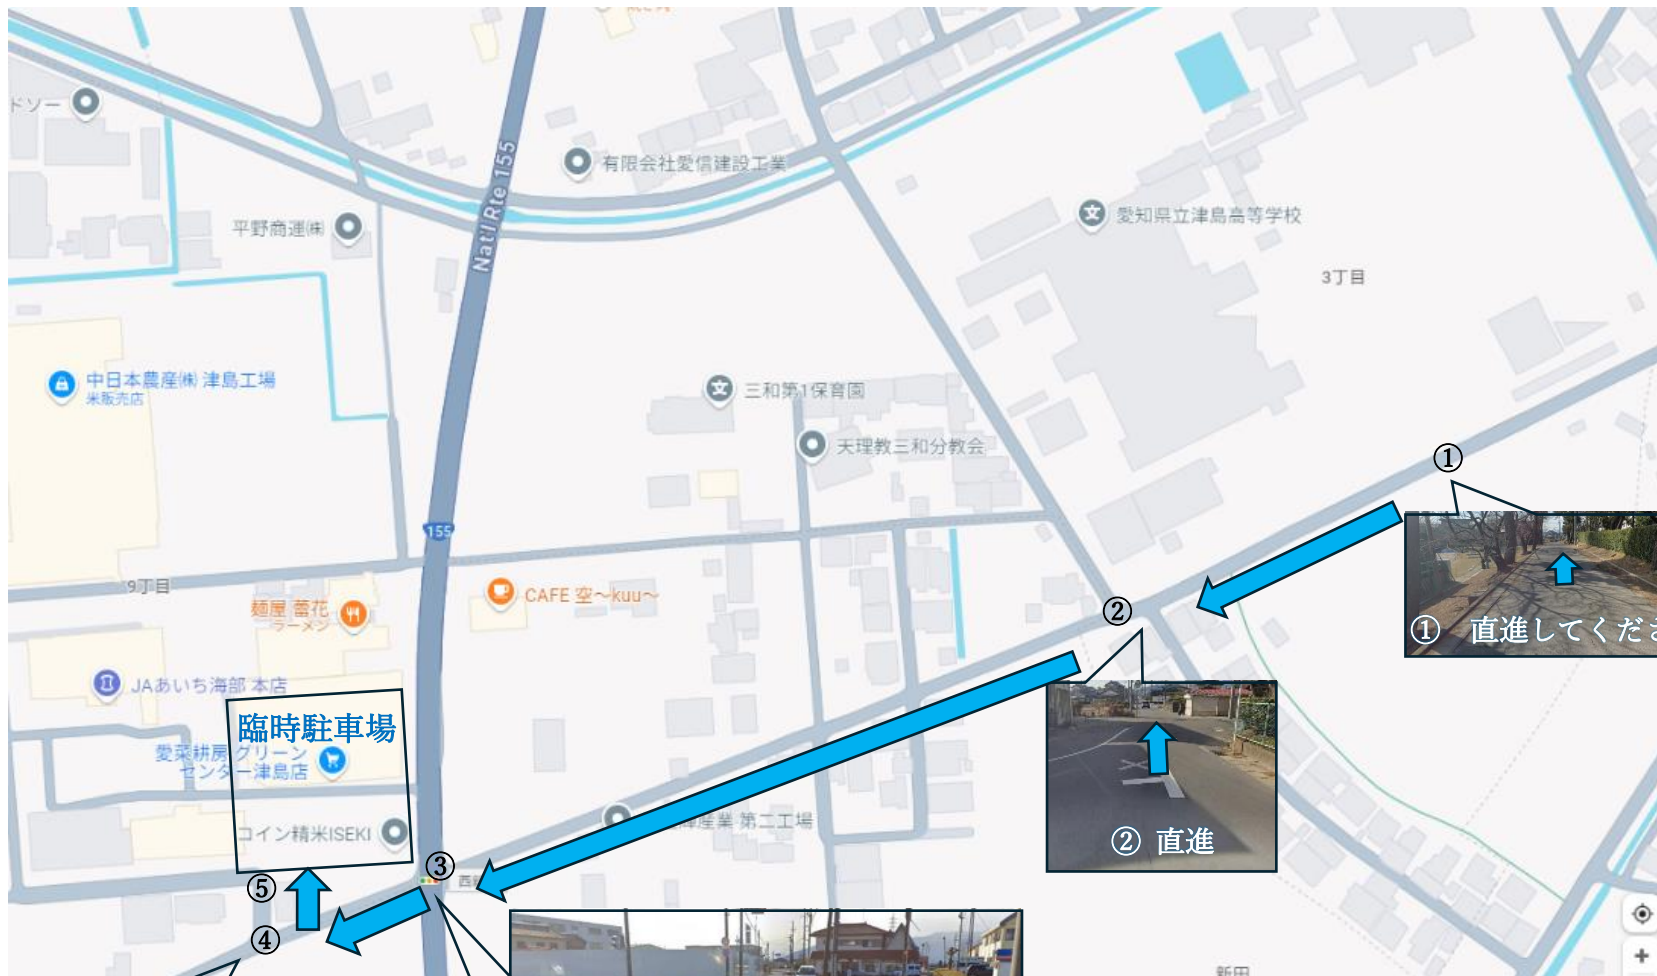 ドソー
有限会社愛信建設工業
Nat'l Rte 155
愛知県立津島高等学校
平野商運㈱
3丁目
中日本農産㈱ 津島工場
米販売店
三和第1保育園
天理教三和分教会
①
155
9丁目
麺屋 蕾花
ラーメン
CAFE 空〜kuu〜
②
① 直進してくださ
JAあいち海部 本店
臨時駐車場
愛菜耕房 グリーン
センター津島店
② 直進
産業 第二工場
コイン精米ISEKI
③
⑤
④
新田